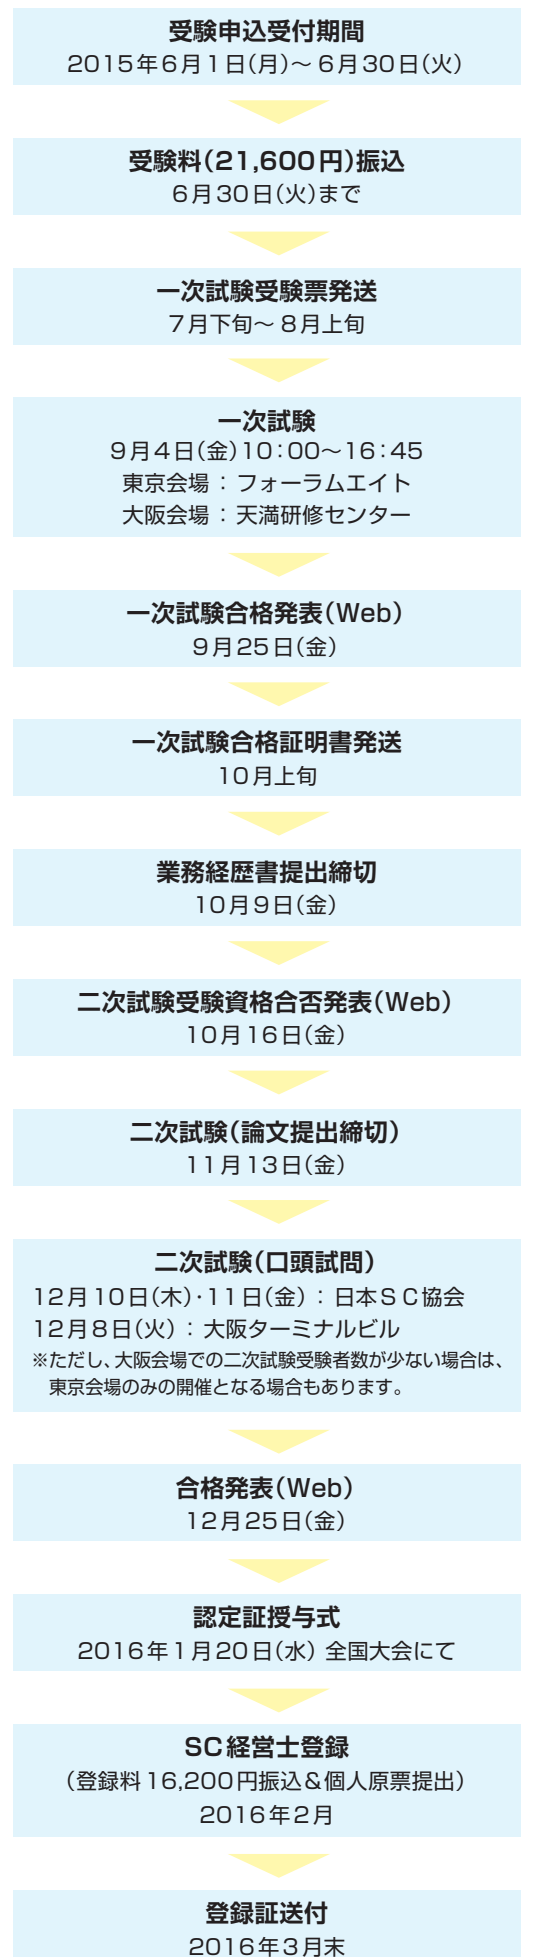 受験申込受付期間
2015年6月1日(月)～6月30日(火)
受験料(21,600円)振込
6月30日(火)まで
一次試験受験票発送
7月下旬～8月上旬
一次試験
9月4日(金)10：00～16：45
東京会場：フォーラムエイト
大阪会場：天満研修センター
一次試験合格発表(Web)
9月25日(金)
一次試験合格証明書発送
10月上旬
業務経歴書提出締切
10月9日(金)
二次試験受験資格合否発表(Web)
10月16日(金)
二次試験(論文提出締切)
11月13日(金)
二次試験(口頭試問)
12月10日(木)・11日(金)：日本SC協会
12月8日(火)：大阪ターミナルビル
※ただし、大阪会場での二次試験受験者数が少ない場合は、
東京会場のみの開催となる場合もあります。
合格発表(Web)
12月25日(金)
認定証授与式
2016年1月20日(水) 全国大会にて
SC経営士登録
(登録料16,200円振込&個人原票提出)
2016年2月
登録証送付
2016年3月末